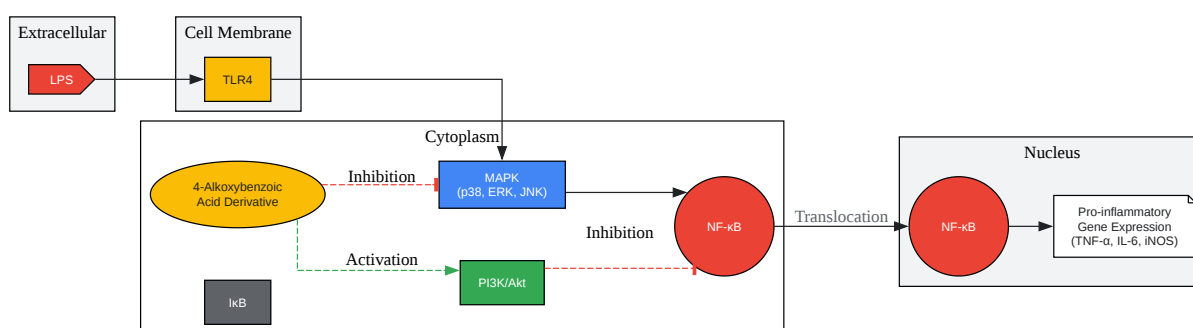 Extracellular
LPS
Cell Membrane
TLR4
Cytoplasm
4-Alkoxybenzoic
Acid Derivative
Inhibition
MAPK
(p38, ERK, JNK)
Activation
PI3K/Akt
Inhibition
NF-κB
IκB
Translocation
Nucleus
NF-κB
Pro-inflammatory
Gene Expression
(TNF-α, IL-6, iNOS)